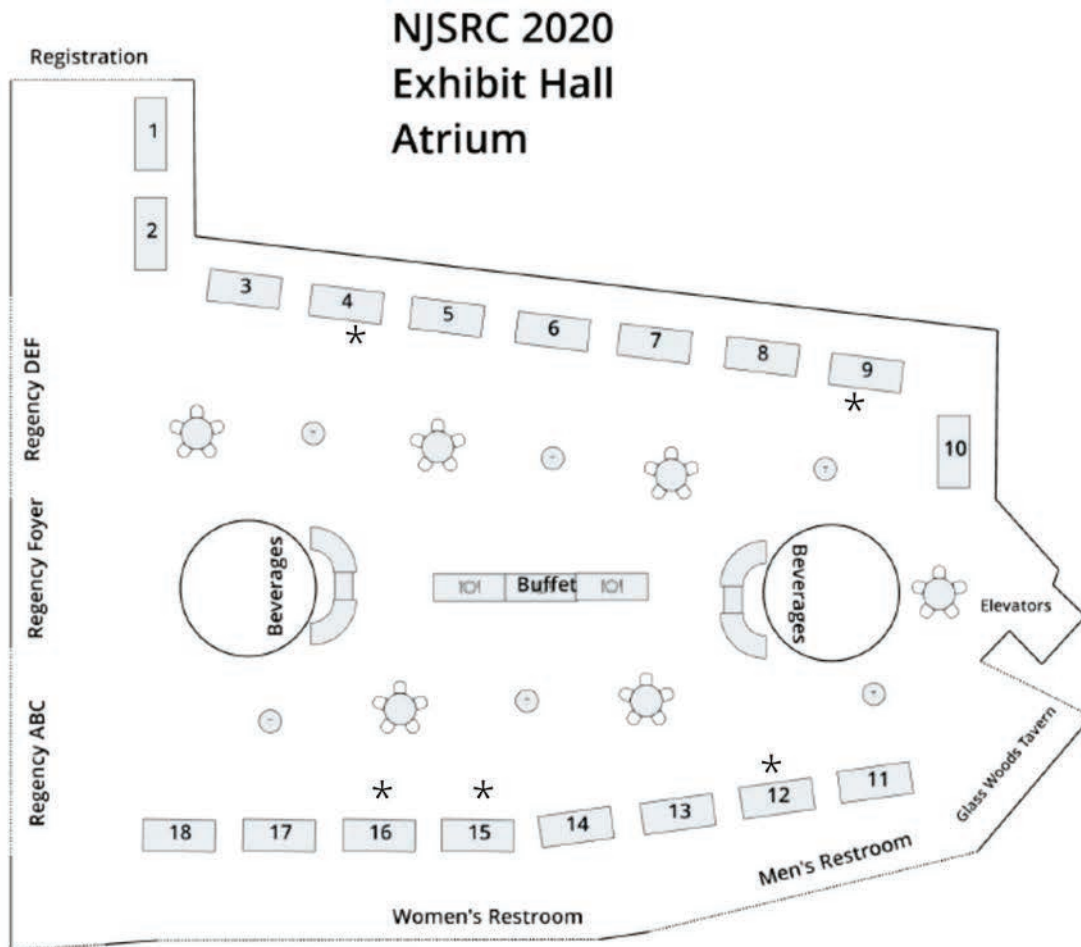 NJSRC 2020
Exhibit Hall
Atrium
Registration
1
2
3
4
*
5
6
7
8
9
*
10
Regency DEF
Regency Foyer
Regency ABC
Beverages
Buffet
Beverages
Elevators
Glass Woods Tavern
*
*
*
18
17
16
15
14
13
12
11
Men's Restroom
Women's Restroom